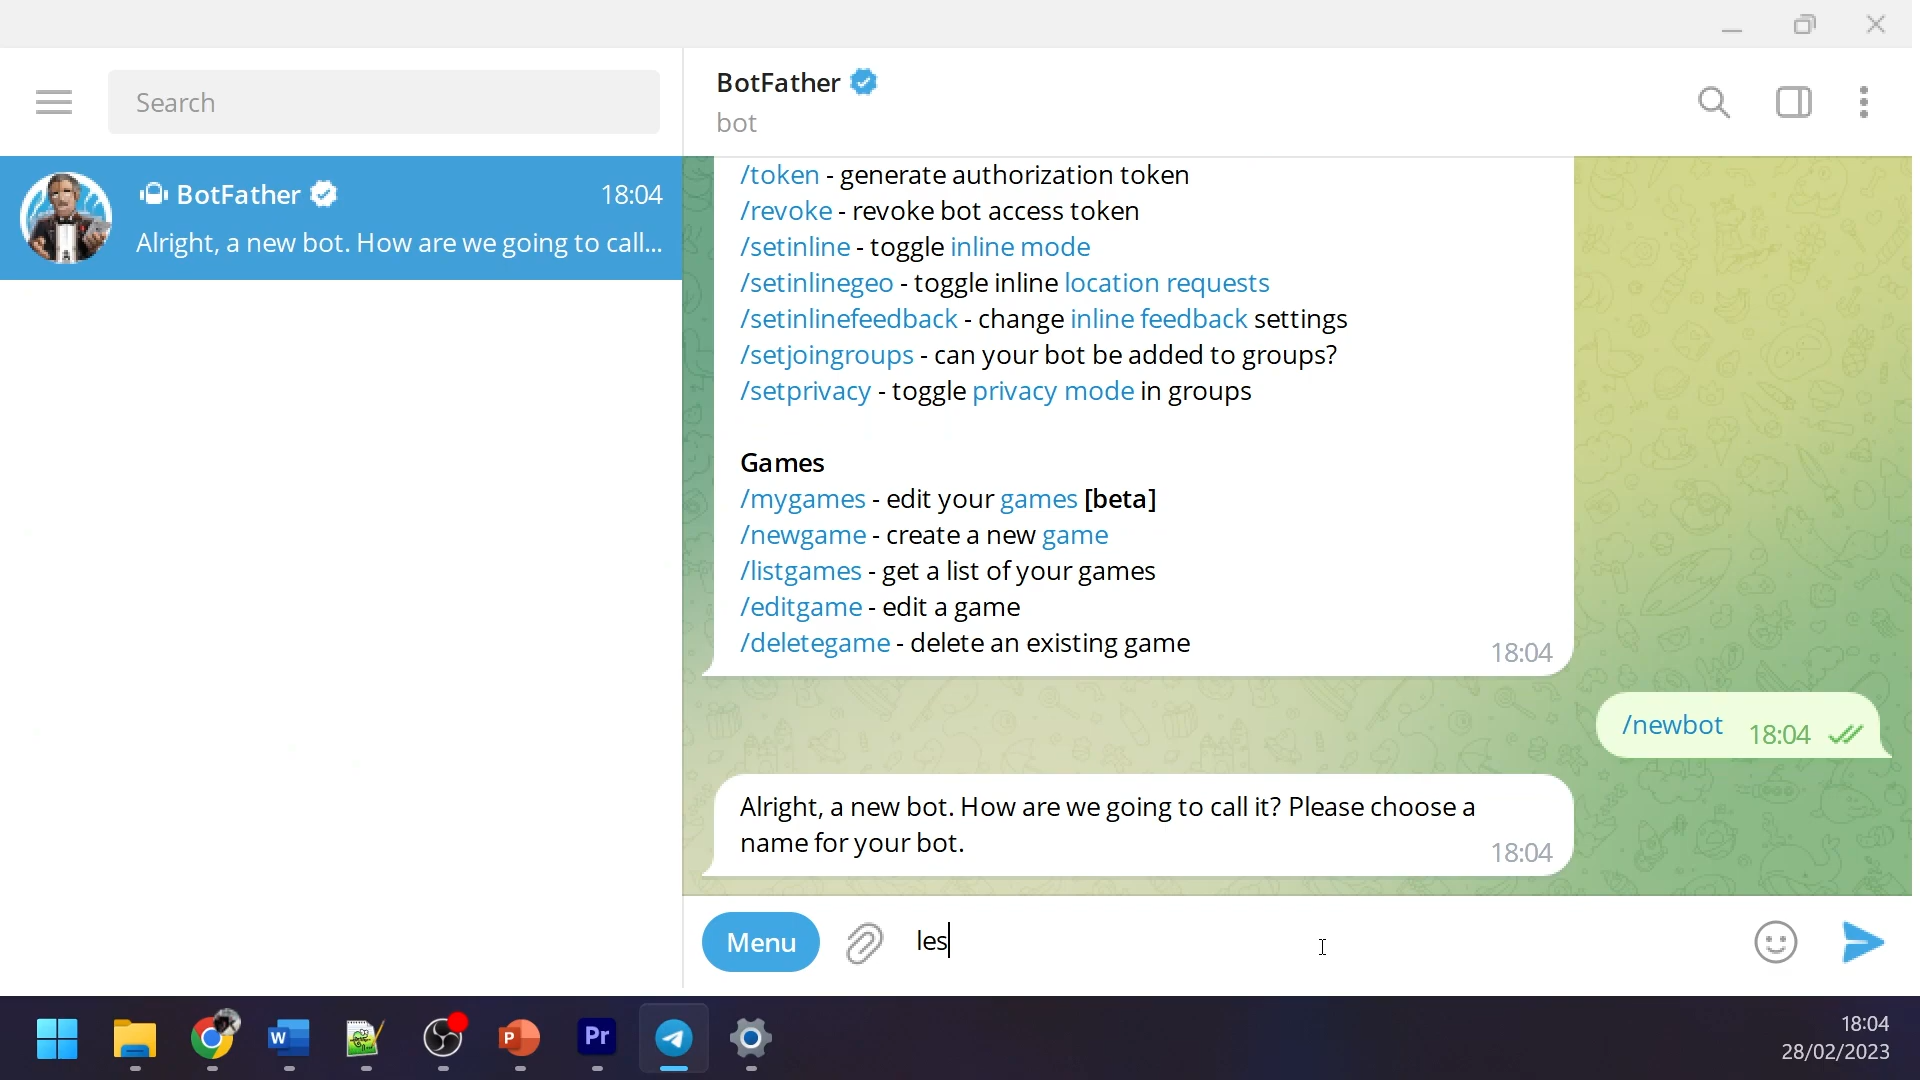 Search
BotFather
18:04
Alright, a new bot. How are we going to call...
BotFather
bot
/token - generate authorization token
/revoke - revoke bot access token
/setinline - toggle inline mode
/setinlinegeo - toggle inline location requests
/setinlinefeedback - change inline feedback settings
/setjoingroups - can your bot be added to groups?
/setprivacy - toggle privacy mode in groups
Games
/mygames - edit your games [beta]
/newgame - create a new game
/listgames - get a list of your games
/editgame - edit a game
/deletegame - delete an existing game
18:04
/newbot 18:04
Alright, a new bot. How are we going to call it? Please choose a
name for your bot.
18:04
Menu
les
W
P
Pr
18:04
28/02/2023